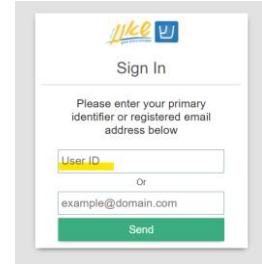 Sign In
Please enter your primary
identifier or registered email
address below
User ID
Or
example@domain.com
Send